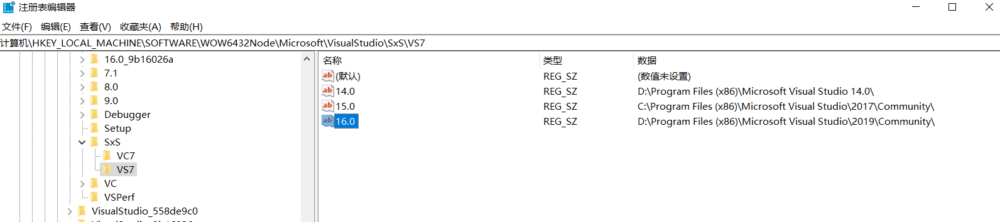 注册表编辑器
文件(F) 编辑(E) 查看(V) 收藏夹(A) 帮助(H)
计算机\HKEY_LOCAL_MACHINE\SOFTWARE\WOW6432Node\Microsoft\VisualStudio\SxS\VS7
16.0_9b16026a
7.1
8.0
9.0
Debugger
Setup
SxS
VC7
VS7
VC
VSPerf
VisualStudio_558de9c0
名称 类型 数据
ab (默认) REG_SZ (数值未设置)
ab 14.0 REG_SZ D:\Program Files (x86)\Microsoft Visual Studio 14.0\
ab 15.0 REG_SZ C:\Program Files (x86)\Microsoft Visual Studio\2017\Community\
ab 16.0 REG_SZ D:\Program Files (x86)\Microsoft Visual Studio\2019\Community\